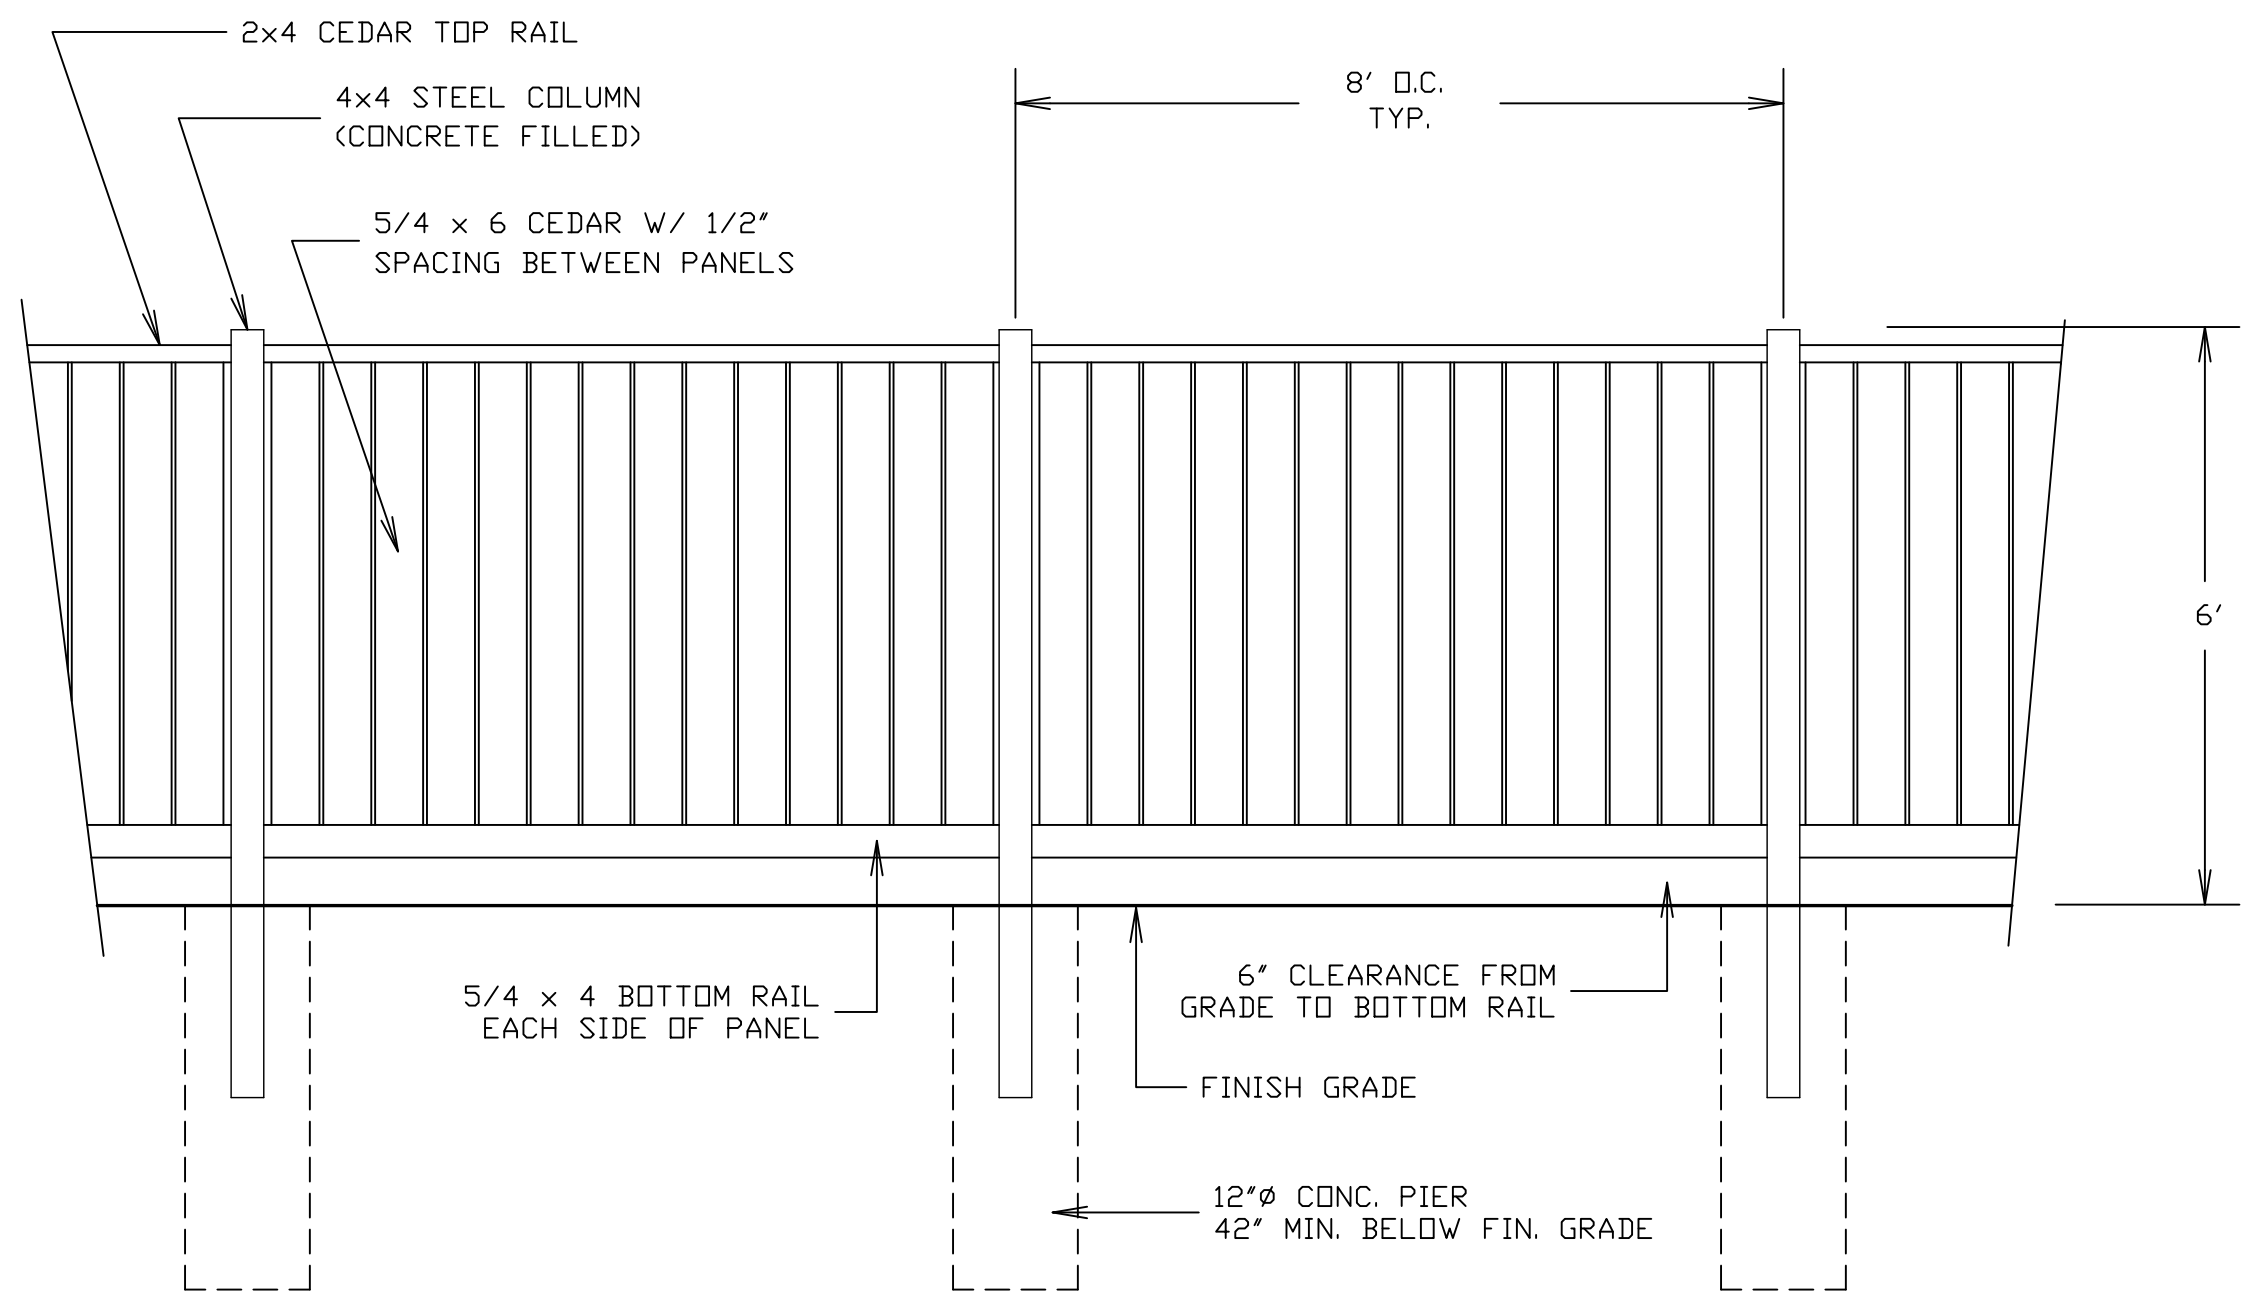 2x4 CEDAR TOP RAIL
4x4 STEEL COLUMN
(CONCRETE FILLED)
5/4 x 6 CEDAR W/ 1/2"
SPACING BETWEEN PANELS
8' O.C.
TYP.
6'
5/4 x 4 BOTTOM RAIL
EACH SIDE OF PANEL
6" CLEARANCE FROM
GRADE TO BOTTOM RAIL
FINISH GRADE
12"ø CONC. PIER
42" MIN. BELOW FIN. GRADE